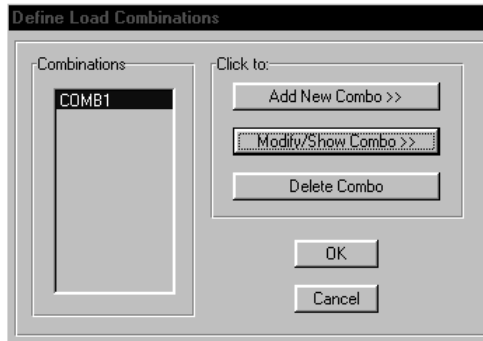 Define Load Combinations
Combinations
COMB1
Click to:
Add New Combo >>
Modify/Show Combo >>
Delete Combo
OK
Cancel